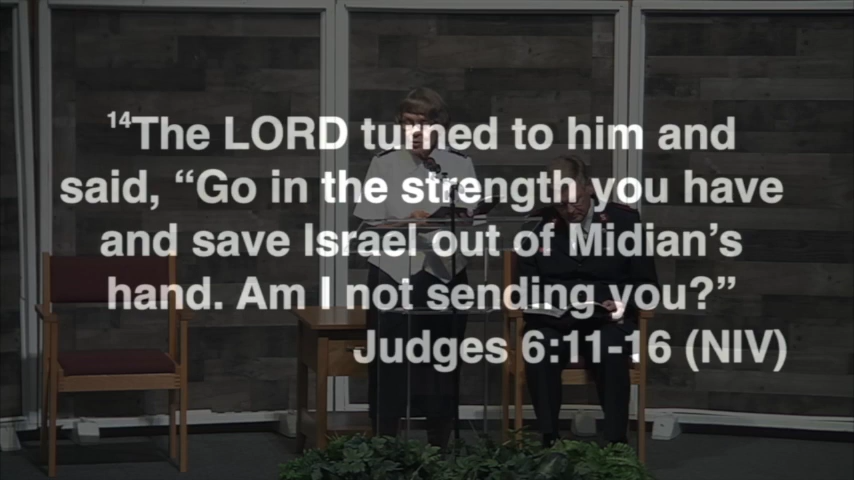 ¹⁴The LORD turned to him and
said, “Go in the strength you have
and save Israel out of Midian’s
hand. Am I not sending you?”
Judges 6:11-16 (NIV)